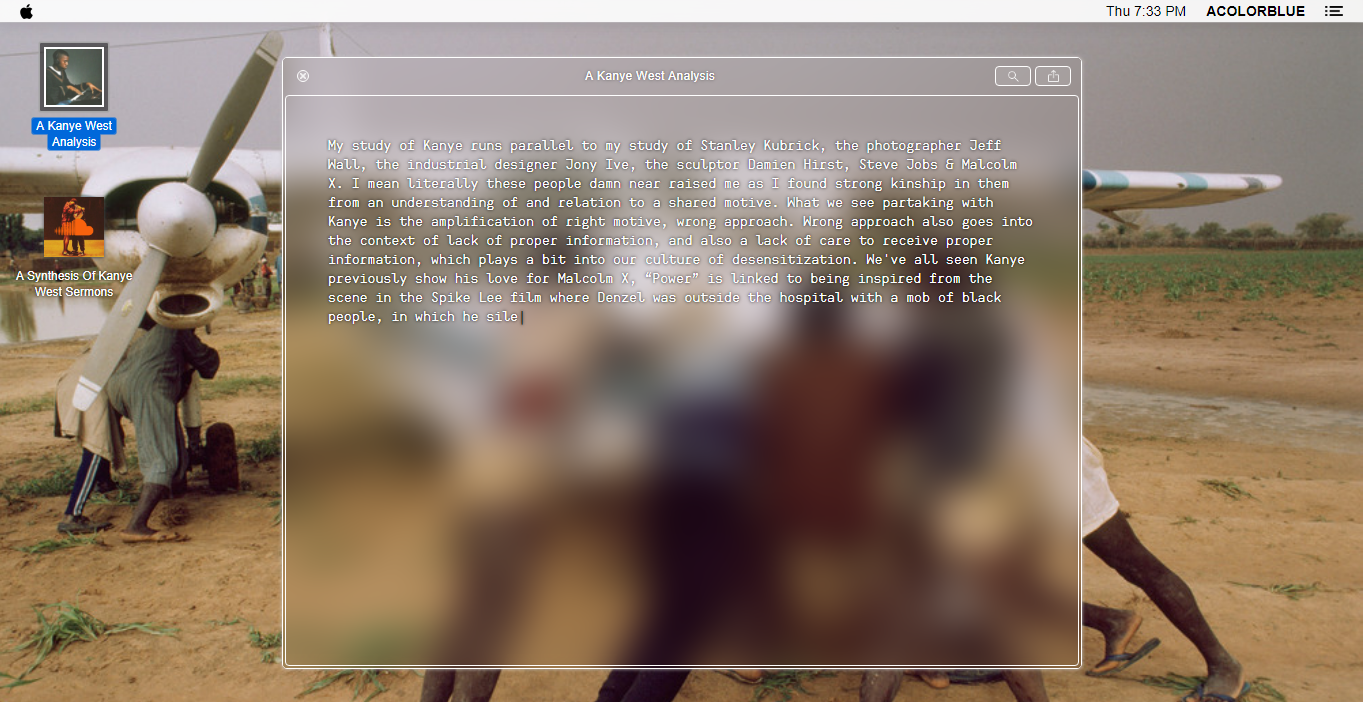 Thu 7:33 PM ACOLORBLUE
A Kanye West Analysis
A Kanye West
Analysis
My study of Kanye runs parallel to my study of Stanley Kubrick, the photographer Jeff
Wall, the industrial designer Jony Ive, the sculptor Damien Hirst, Steve Jobs & Malcolm
X. I mean literally these people damn near raised me as I found strong kinship in them
from an understanding of and relation to a shared motive. What we see partaking with
Kanye is the amplification of right motive, wrong approach. Wrong approach also goes into
the context of lack of proper information, and also a lack of care to receive proper
information, which plays a bit into our culture of desensitization. We've all seen Kanye
previously show his love for Malcolm X, “Power” is linked to being inspired from the
scene in the Spike Lee film where Denzel was outside the hospital with a mob of black
people, in which he sile
A Synthesis Of Kanye
West Sermons